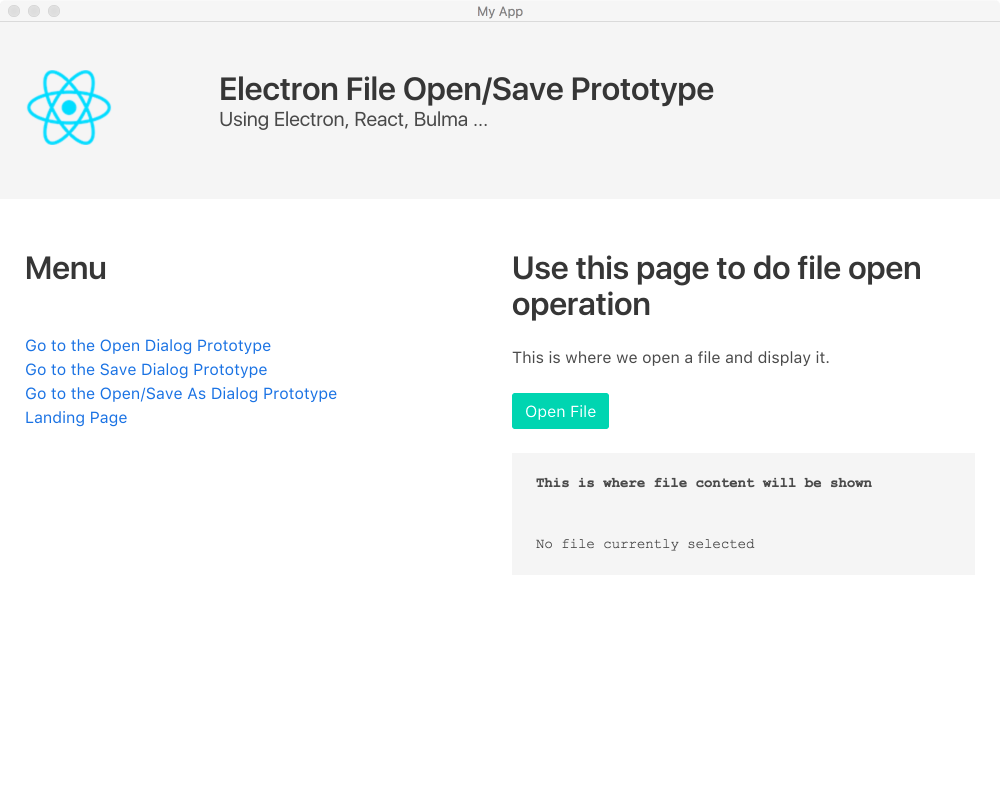 My App
Electron File Open/Save Prototype
Using Electron, React, Bulma ...
Menu
Go to the Open Dialog Prototype
Go to the Save Dialog Prototype
Go to the Open/Save As Dialog Prototype
Landing Page
Use this page to do file open
operation
This is where we open a file and display it.
Open File
This is where file content will be shown
No file currently selected